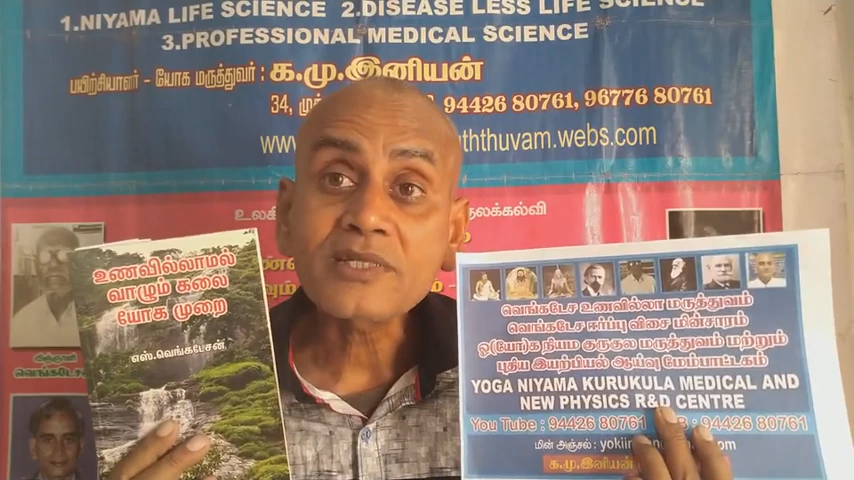 1.NIYAMA LIFE SCIENCE 2.DISEASE LESS LIFE SCIENCE
3.PROFESSIONAL MEDICAL SCIENCE
பயிற்சியாளர் - யோக மருத்துவர் : க.மு.இனியன்
34, 94426 80761, 96776 80761
.webs.com
உணவில்லாமல்
வாழும் கலை
யோக முறை
எஸ்.வெங்கடேசன்
வெங்கடேச உணவில்லா மருத்துவம்
வெங்கடேச ஈர்ப்பு விசை மின்சாரம்
ஓ(யோ)க நியம குருகுல மருத்துவம் மற்றும்
புதிய இயற்பியல் ஆய்வு மேம்பாட்டகம்
YOGA NIYAMA KURUKULA MEDICAL AND
NEW PHYSICS R&D CENTRE
You Tube : 94426 80761 94426 80761
மின் அஞ்சல் :
க.மு.இனியன்